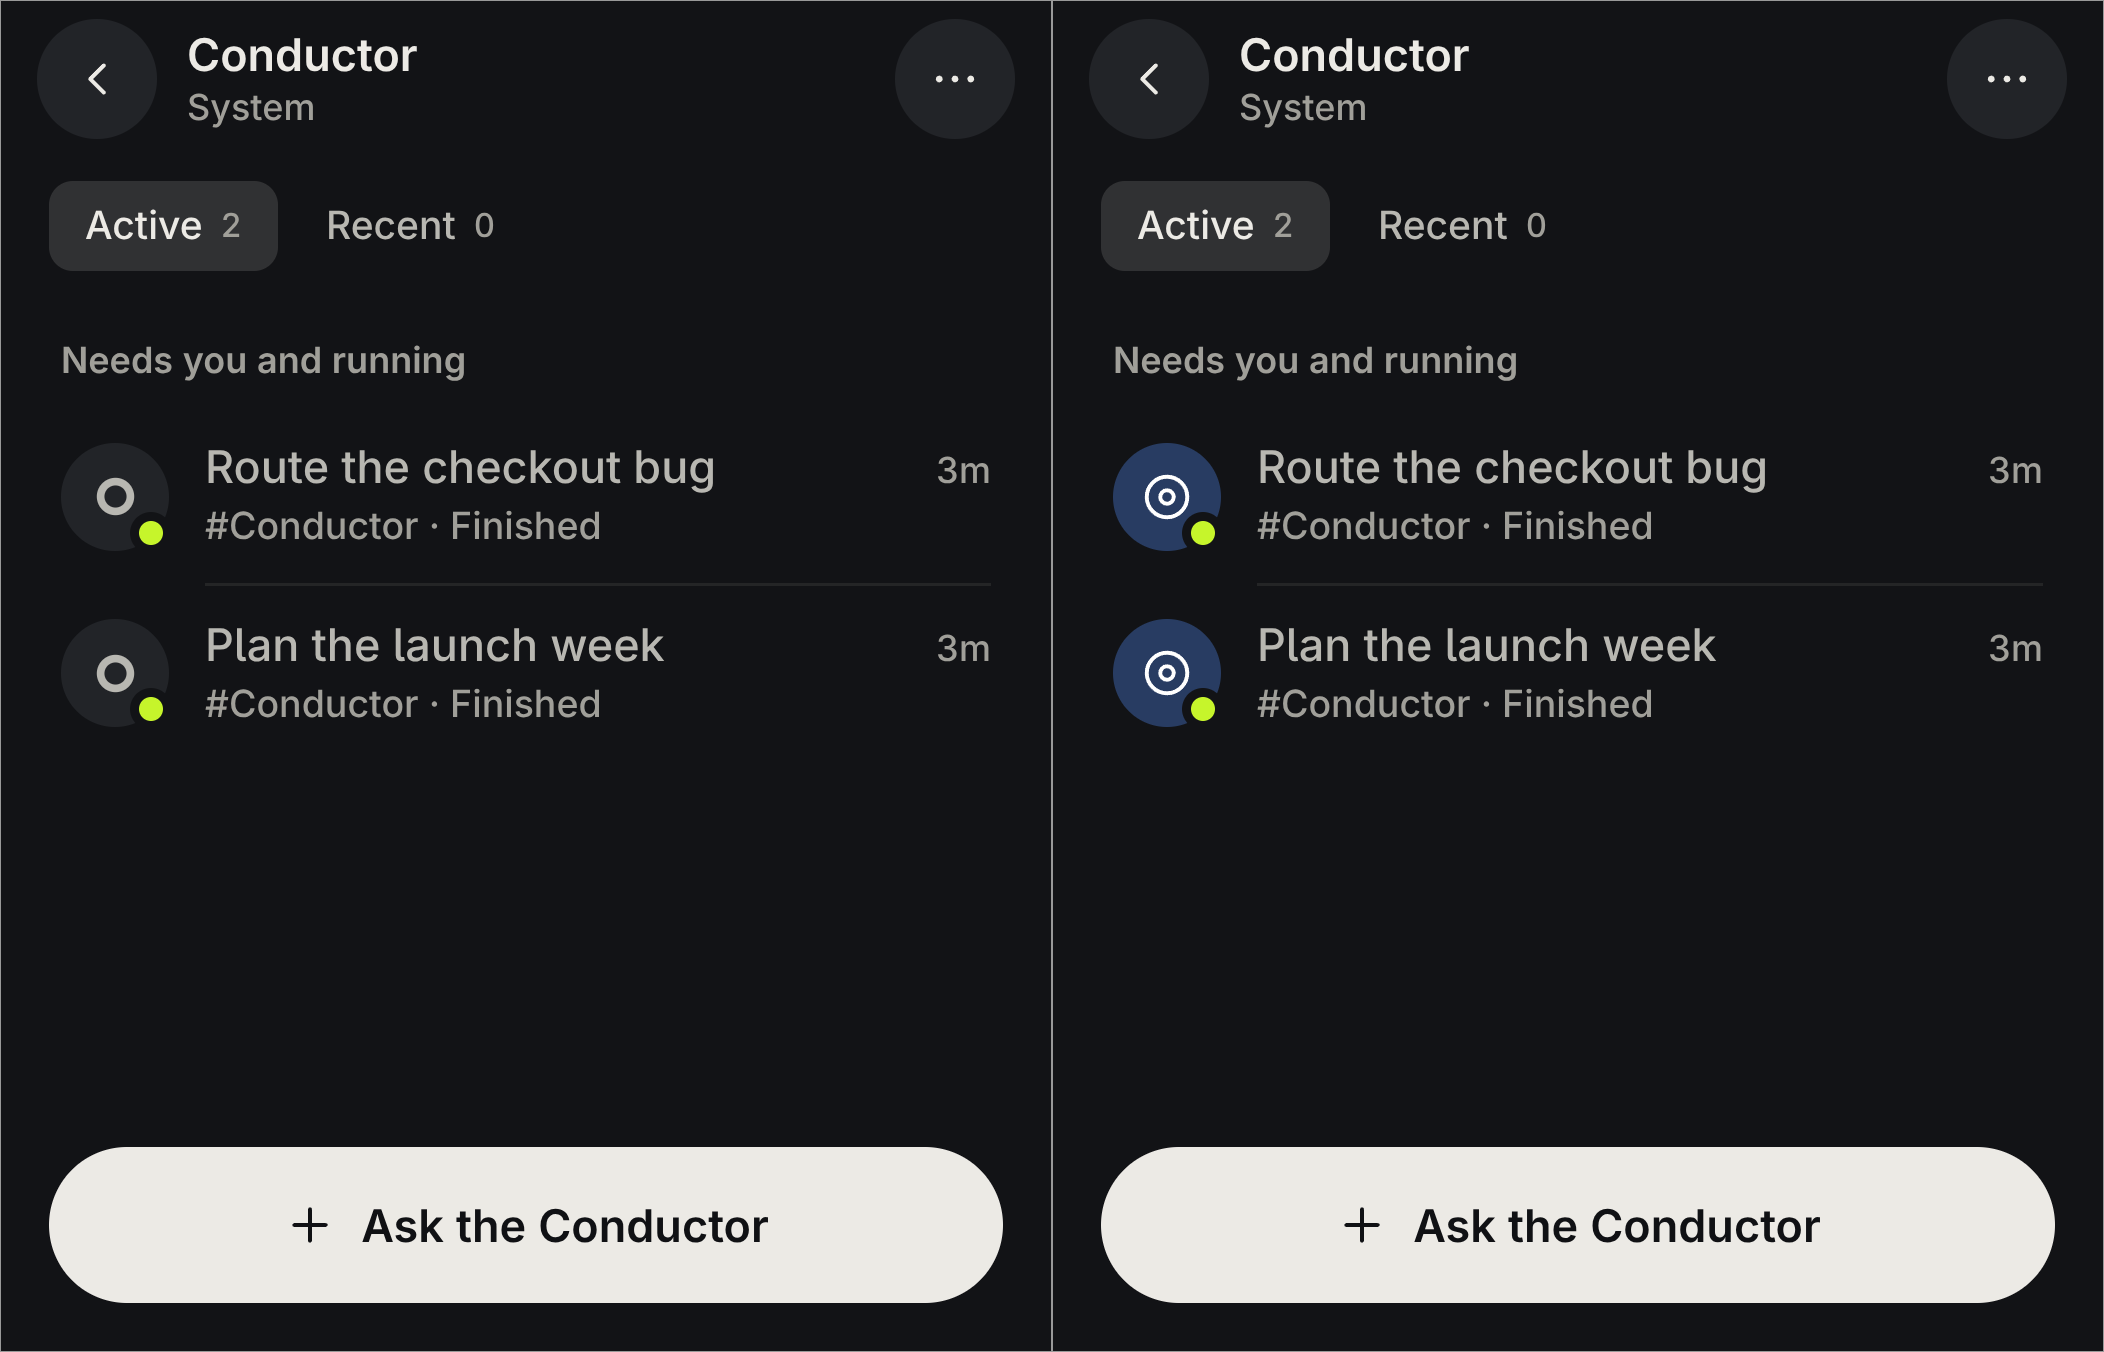 Conductor
System
Active 2 Recent 0
Needs you and running
Route the checkout bug 3m
#Conductor · Finished
Plan the launch week 3m
#Conductor · Finished
+ Ask the Conductor
Conductor
System
Active 2 Recent 0
Needs you and running
Route the checkout bug 3m
#Conductor · Finished
Plan the launch week 3m
#Conductor · Finished
+ Ask the Conductor